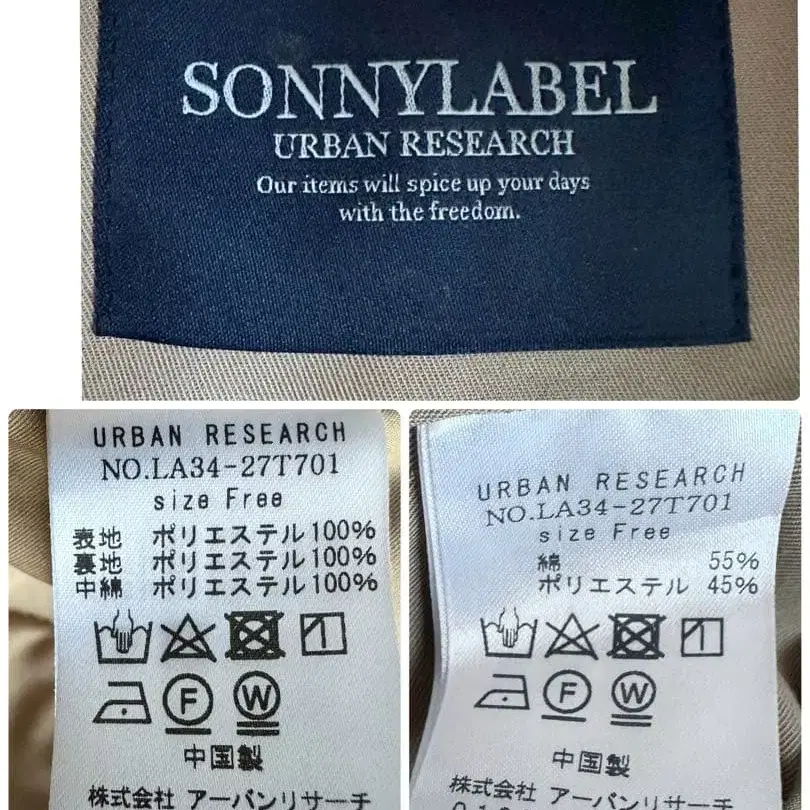 SONNYLABEL
URBAN RESEARCH
Our items will spice up your days
with the freedom.
URBAN RESEARCH
NO.LA34-27T701
size Free
表地 ポリエステル100%
裏地 ポリエステル100%
中綿 ポリエステル100%
F W
中国製
株式会社 アーバンリサーチ
URBAN RESEARCH
NO.LA34-27T701
size Free
綿 55%
ポリエステル 45%
F W
中国製
株式会社 アーバンリサーチ